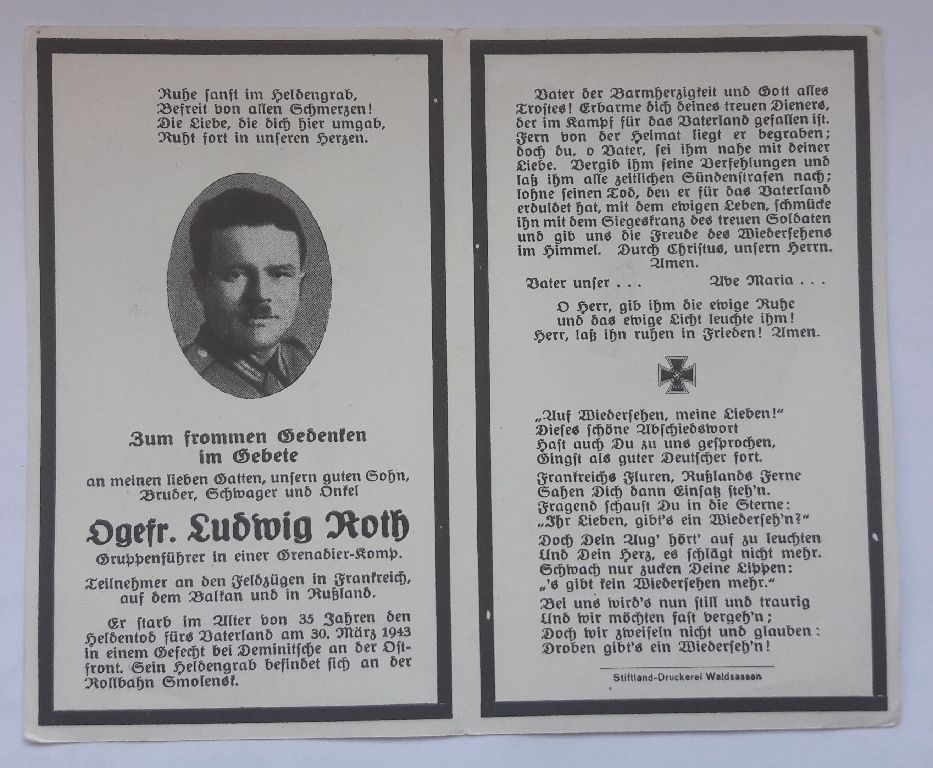 Ruhe sanft im Heldengrab,
Befreit von allen Schmerzen!
Die Liebe, die dich hier umgab,
Ruht fort in unseren Herzen.
Zum frommen Gedenken
im Gebete
an meinen lieben Gatten, unsern guten Sohn,
Bruder, Schwager und Onkel
Ogefr. Ludwig Roth
Gruppenführer in einer Grenadier-Komp.
Teilnehmer an den Feldzügen in Frankreich,
auf dem Balkan und in Rußland.
Er starb im Alter von 35 Jahren den
Heldentod fürs Vaterland am 30. März 1943
in einem Gefecht bei Deminitsche an der Ost-
front. Sein Heldengrab befindet sich an der
Rollbahn Smolensk.
Vater der Barmherzigkeit und Gott alles
Trostes! Erbarme dich deines treuen Dieners,
der im Kampf für das Vaterland gefallen ist.
Fern von der Heimat liegt er begraben;
doch du, o Vater, sei ihm nahe mit deiner
Liebe. Vergib ihm seine Verfehlungen und
laß ihm alle zeitlichen Sündenstrafen nach;
lohne seinen Tod, den er für das Vaterland
erduldet hat, mit dem ewigen Leben, schmücke
ihn mit dem Siegeskranz des treuen Soldaten
und gib uns die Freude des Wiedersehens
im Himmel. Durch Christus, unsern Herrn.
Amen.
Vater unser . . . Ave Maria . . .
O Herr, gib ihm die ewige Ruhe
und das ewige Licht leuchte ihm!
Herr, laß ihn ruhen in Frieden! Amen.
„Auf Wiedersehen, meine Lieben!“
Dieses schöne Abschiedswort
Hast auch Du zu uns gesprochen,
Gingst als guter Deutscher fort.
Frankreichs Fluren, Rußlands Ferne
Sahen Dich dann Einsatz steh'n.
Fragend schaust Du in die Sterne:
„Ihr Lieben, gibt's ein Wiederseh'n?“
Doch Dein Aug' hört' auf zu leuchten
Und Dein Herz, es schlägt nicht mehr.
Schwach nur zucken Deine Lippen:
„'s gibt kein Wiedersehen mehr.“
Bei uns wird's nun still und traurig
Und wir möchten fast vergeh'n;
Doch wir zweifeln nicht und glauben:
Droben gibt's ein Wiederseh'n!
Stiftland-Druckerei Waldsassen